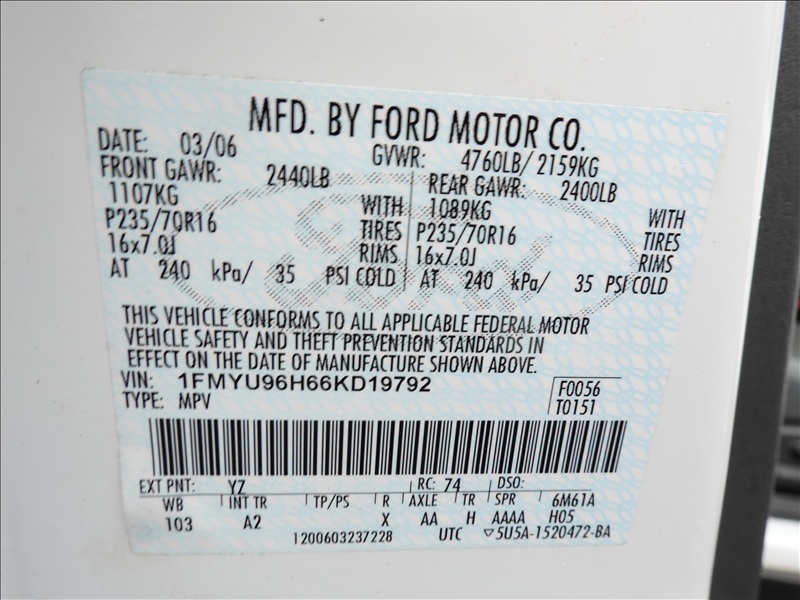 MFD. BY FORD MOTOR CO.
DATE: 03/06 GVWR: 4760LB/2159KG
FRONT GAWR: 2440LB REAR GAWR: 2400LB
1107KG WITH 1089KG WITH
P235/70R16 TIRES P235/70R16 TIRES
16x7.0J RIMS 16x7.0J RIMS
AT 240 kPa/ 35 PSI COLD AT 240 kPa/ 35 PSI COLD
Ford
THIS VEHICLE CONFORMS TO ALL APPLICABLE FEDERAL MOTOR
VEHICLE SAFETY AND THEFT PREVENTION STANDARDS IN
EFFECT ON THE DATE OF MANUFACTURE SHOWN ABOVE.
VIN: 1FMYU96H66KD19792 F0056
TYPE: MPV T0151
EXT PNT: YZ RC: 74 DSO:
WB INT TR TP/PS R AXLE TR SPR 6M61A
103 A2 X AA H AAAA H05
1200603237228 UTC ▽5U5A-1520472-BA